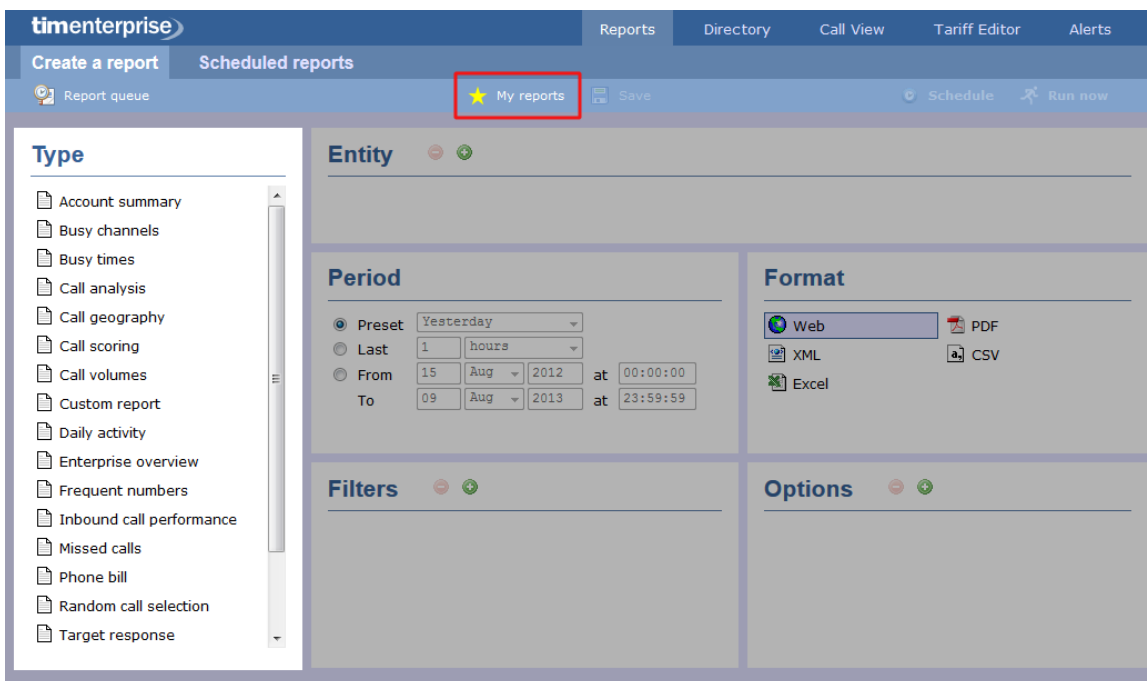 timenterprise
Reports Directory Call View Tariff Editor Alerts
Create a report Scheduled reports
Report queue My reports Save Schedule Run now
Type
Account summary
Busy channels
Busy times
Call analysis
Call geography
Call scoring
Call volumes
Custom report
Daily activity
Enterprise overview
Frequent numbers
Inbound call performance
Missed calls
Phone bill
Random call selection
Target response
Entity
Period
Preset Yesterday
Last 1 hours
From 15 Aug 2012 at 00:00:00
To 09 Aug 2013 at 23:59:59
Format
Web PDF
XML CSV
Excel
Filters
Options